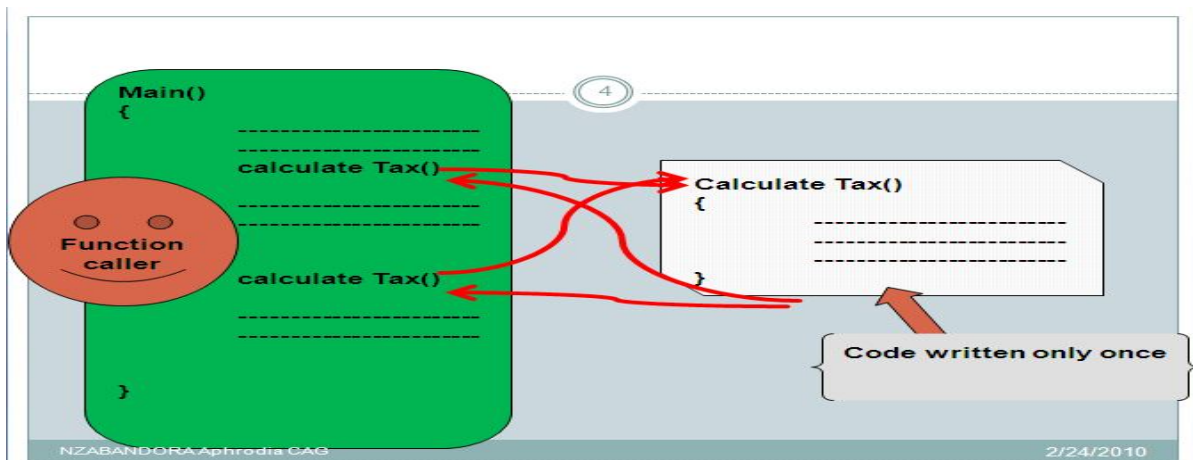 4
Main()
{
-----------------------
-----------------------
calculate Tax()
-----------------------
-----------------------
Function
caller
calculate Tax()
-----------------------
-----------------------
}
Calculate Tax()
{
------------------------
------------------------
------------------------
}
Code written only once
NZABANDORA Aphrodia CAG
2/24/2010